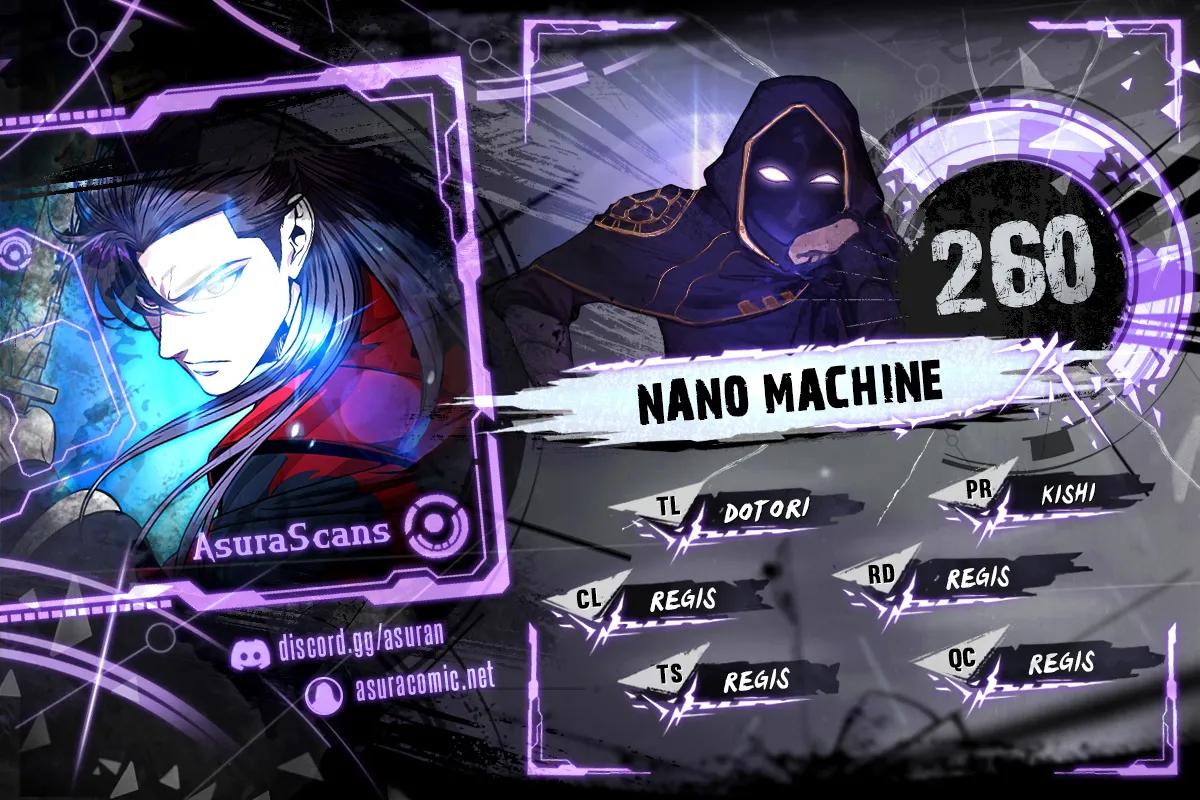 260
NANO MACHINE
TL DOTORI
PR KISHI
CL REGIS
RD REGIS
TS REGIS
QC REGIS
AsuraScans
discord.gg/asuran
asuracomic.net